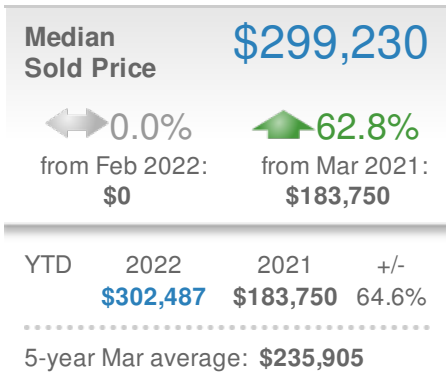 Median
Sold Price
$299,230
0.0%
62.8%
from Feb 2022:
from Mar 2021:
$0
$183,750
YTD 2022 2021 +/-
$302,487 $183,750 64.6%
5-year Mar average: $235,905